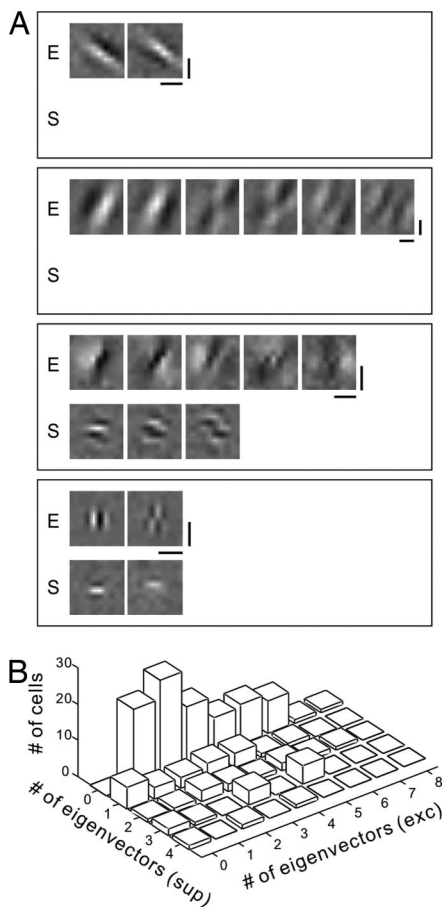 A
E
S
E
S
E
S
E
S
B
30
20
10
0
# of cells
0
1
2
3
4
# of eigenvectors (sup)
0
1
2
3
4
5
6
7
8
# of eigenvectors (exc)